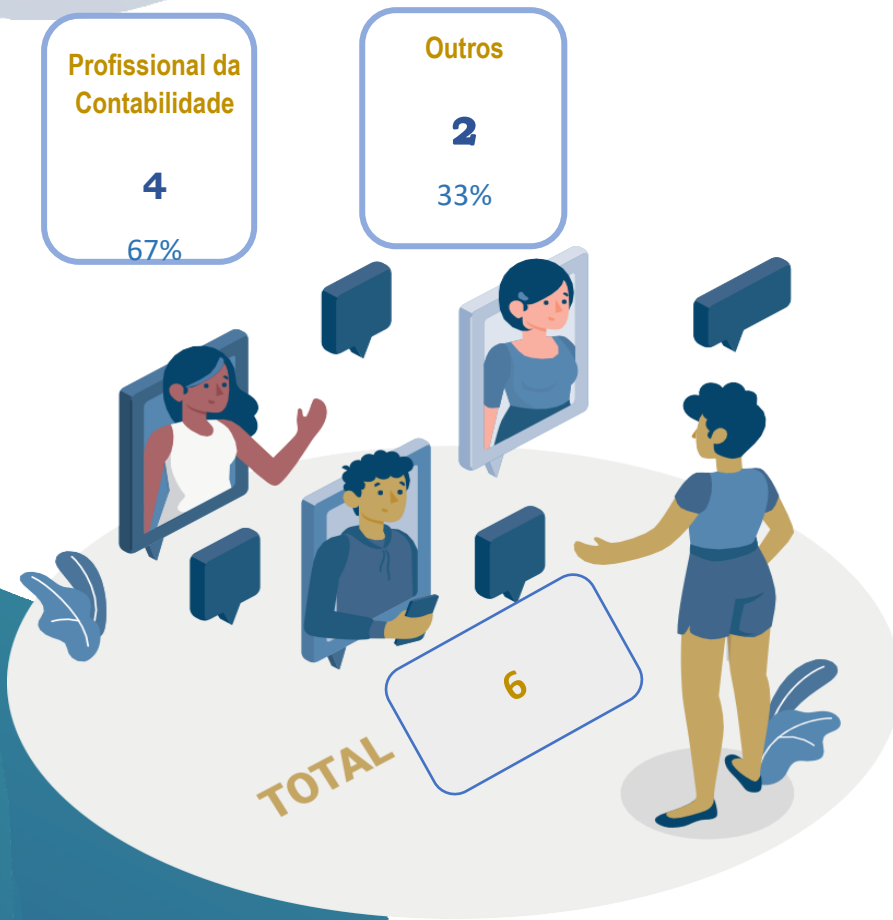 Profissional da
Contabilidade
4
67%
Outros
2
33%
6
TOTAL